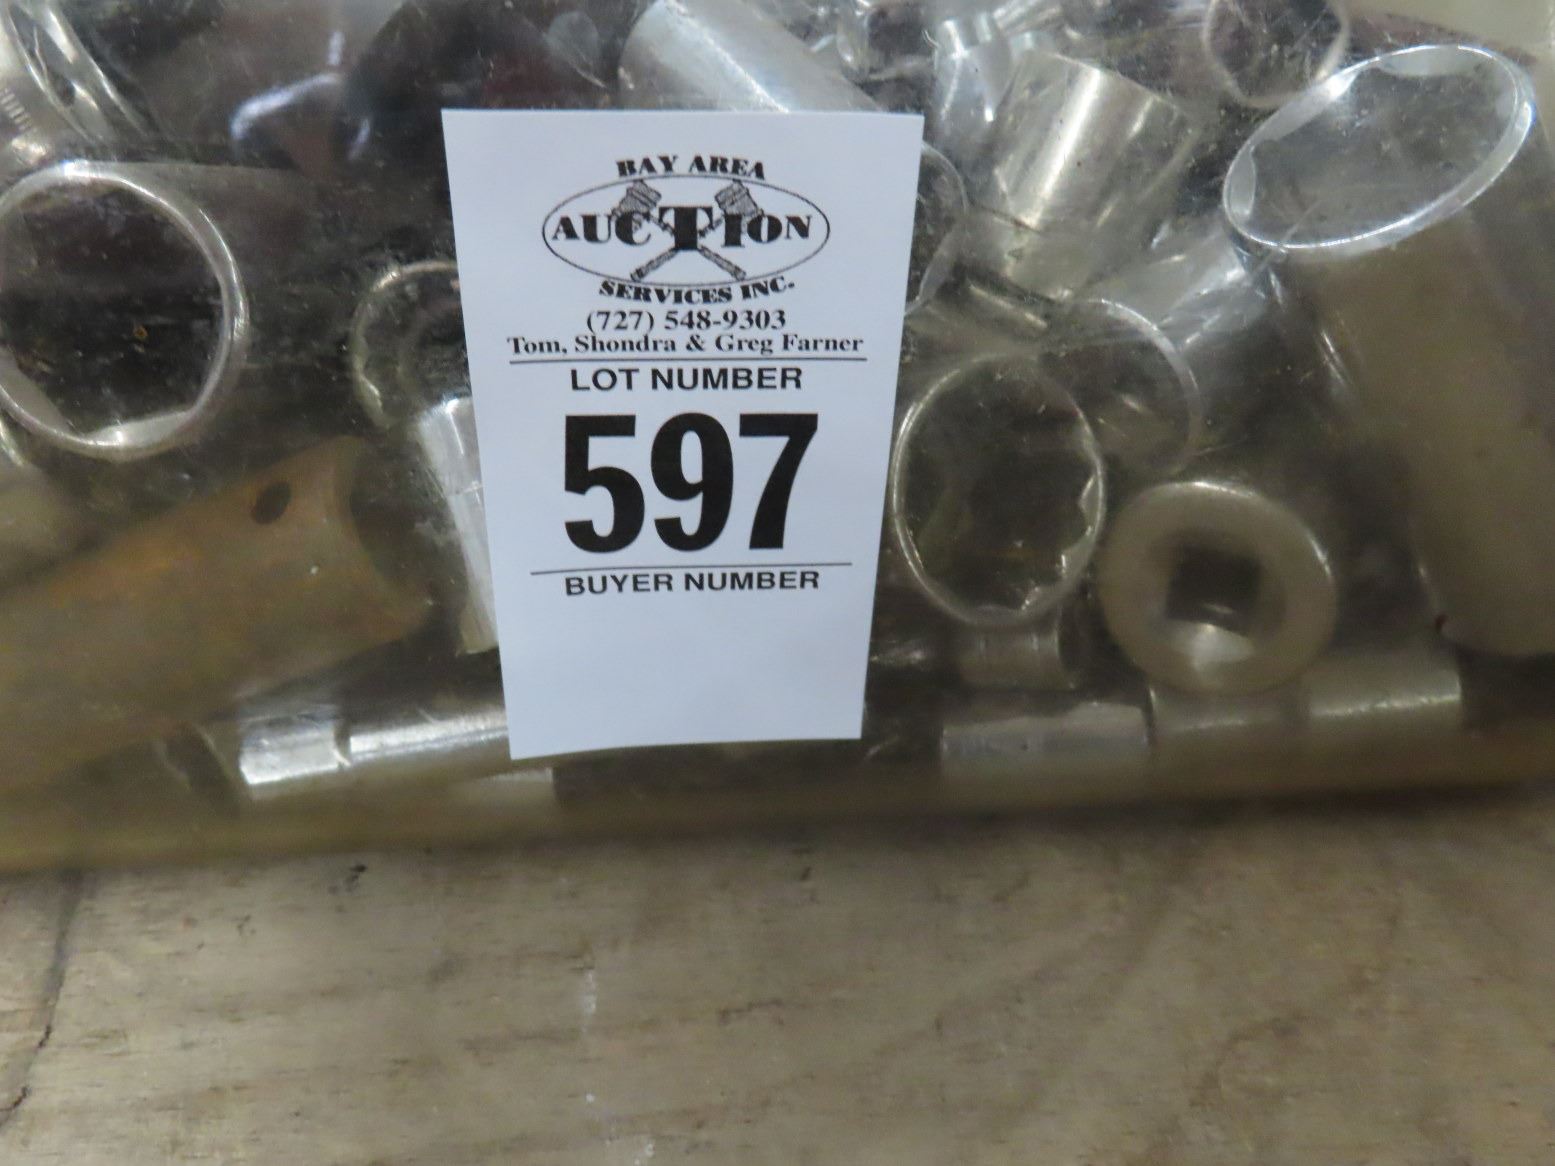 BAY AREA
AUCTION
SERVICES INC.
(727) 548-9303
Tom, Shondra & Greg Farner
LOT NUMBER
597
BUYER NUMBER